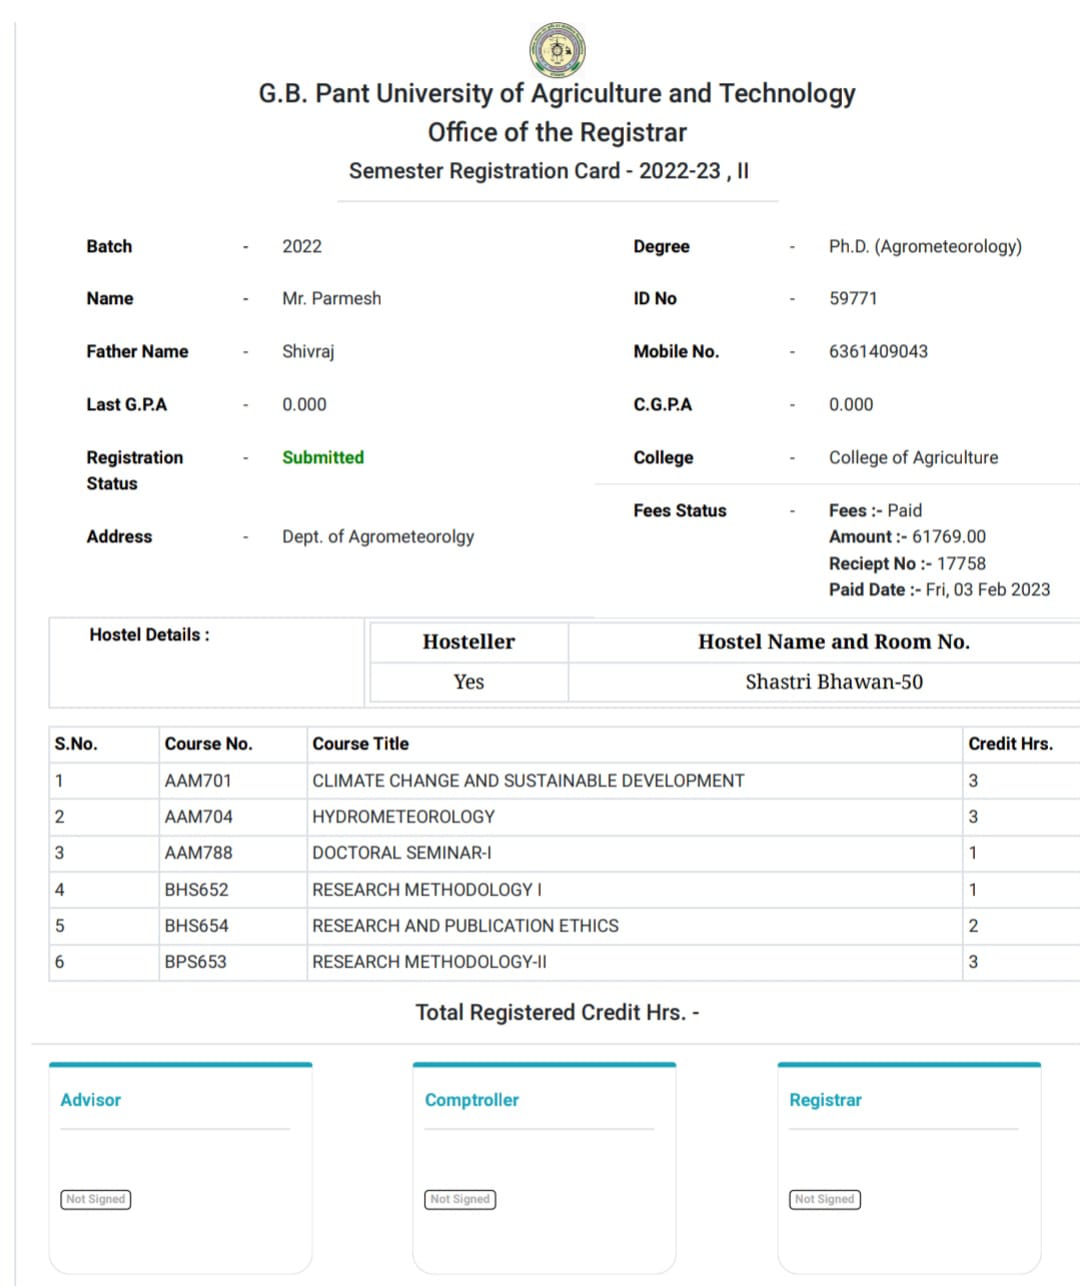 G.B. Pant University of Agriculture and Technology
Office of the Registrar
Semester Registration Card - 2022-23 , II
Batch - 2022
Degree - Ph.D. (Agrometeorology)
Name - Mr. Parmesh
ID No - 59771
Father Name - Shivraj
Mobile No. - 6361409043
Last G.P.A - 0.000
C.G.P.A - 0.000
Registration Status - Submitted
College - College of Agriculture
Address - Dept. of Agrometeorolgy
Fees Status - Fees :- Paid
Amount :- 61769.00
Reciept No :- 17758
Paid Date :- Fri, 03 Feb 2023
Hostel Details :
Hosteller Hostel Name and Room No.
Yes Shastri Bhawan-50
S.No. Course No. Course Title Credit Hrs.
1 AAM701 CLIMATE CHANGE AND SUSTAINABLE DEVELOPMENT 3
2 AAM704 HYDROMETEOROLOGY 3
3 AAM788 DOCTORAL SEMINAR-I 1
4 BHS652 RESEARCH METHODOLOGY I 1
5 BHS654 RESEARCH AND PUBLICATION ETHICS 2
6 BPS653 RESEARCH METHODOLOGY-II 3
Total Registered Credit Hrs. -
Advisor Comptroller Registrar
Not Signed Not Signed Not Signed